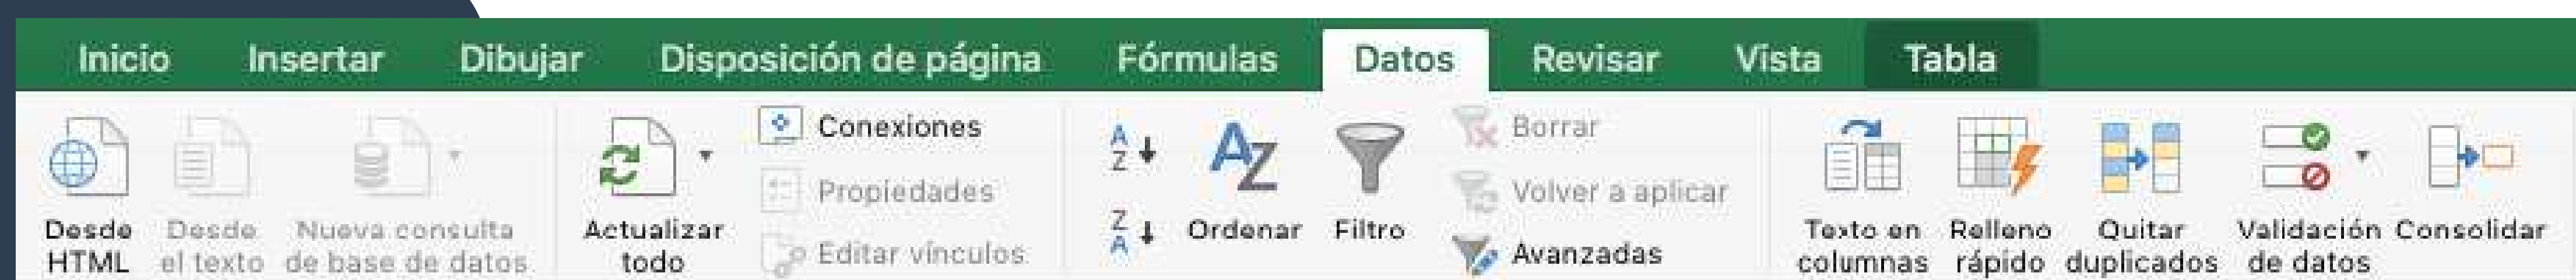 Inicio Insertar Dibujar Disposición de página Fórmulas Datos Revisar Vista Tabla
Desde
HTML
Desde
el texto
Nueva consulta
de base de datos
Actualizar
todo
Conexiones
Propiedades
Editar vínculos
A
Z
Z
A
AZ
Ordenar
Filtro
Borrar
Volver a aplicar
Avanzadas
Texto en
columnas
Relleno
rápido
Quitar
duplicados
Validación
de datos
Consolidar